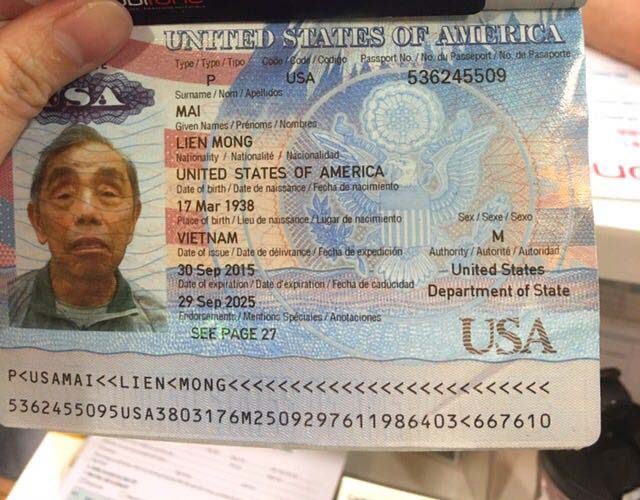 UNITED STATES OF AMERICA
Type / Type / Tipo Code / Code / Codigo Passport No. / No. du Passeport / No. de Pasaporte
P USA 536245509
USA
Surname / Nom / Apellidos
MAI
Given Names / Prénoms / Nombres
LIEN MONG
Nationality / Nationalité / Nacionalidad
UNITED STATES OF AMERICA
Date of birth / Date de naissance / Fecha de nacimiento
17 Mar 1938
Place of birth / Lieu de naissance / Lugar de nacimiento Sex / Sexe / Sexo
VIETNAM M
Date of issue / Date de délivrance / Fecha de expedición Authority / Autorité / Autoridad
30 Sep 2015 United States
Date of expiration / Date d'expiration / Fecha de caducidad Department of State
29 Sep 2025
Endorsements / Mentions Spéciales / Anotaciones
SEE PAGE 27
USA
P<USAMAI<<LIEN<MONG<<<<<<<<<<<<<<<<<<<<<<<<<
5362455095USA3803176M2509297611986403<667610